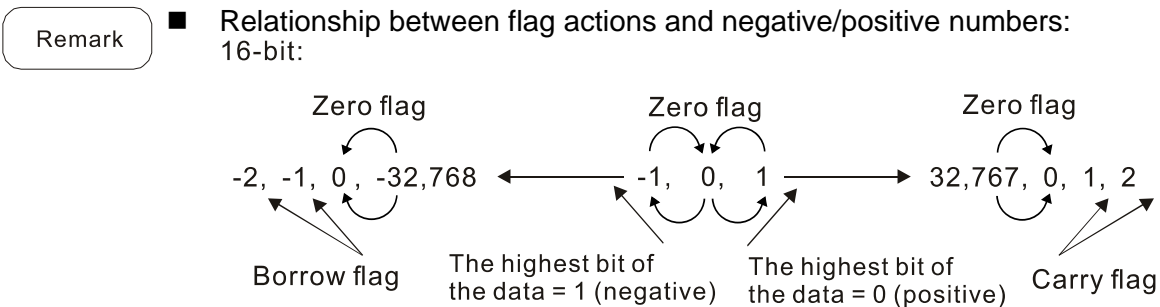 Remark
■ Relationship between flag actions and negative/positive numbers:
16-bit:
Zero flag Zero flag Zero flag
-2, -1, 0, -32,768 -1, 0, 1 32,767, 0, 1, 2
Borrow flag
The highest bit of
the data = 1 (negative)
The highest bit of
the data = 0 (positive)
Carry flag